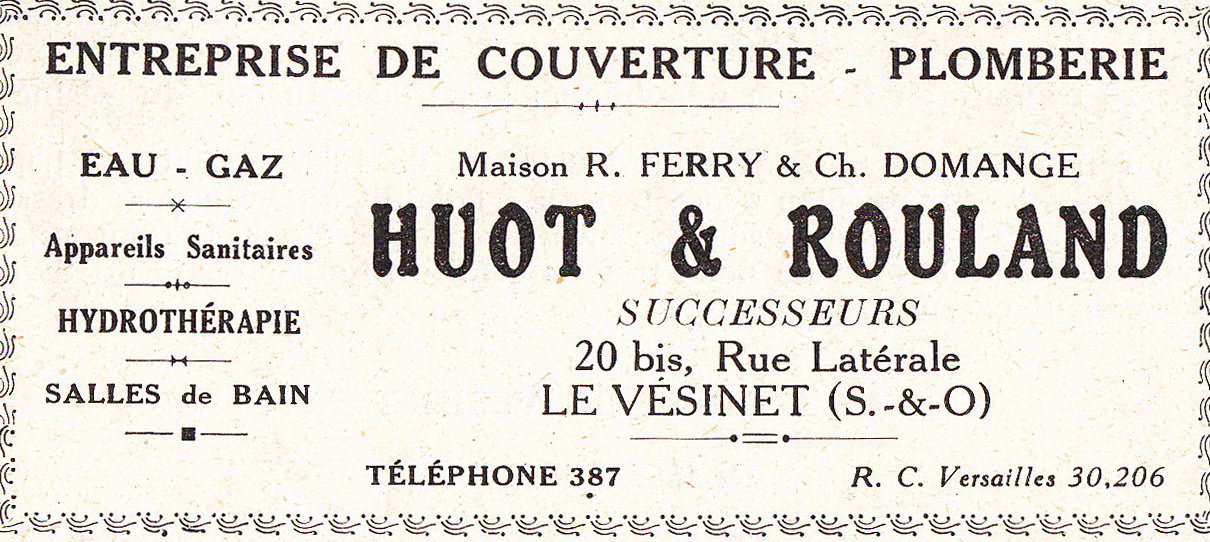 ENTREPRISE DE COUVERTURE - PLOMBERIE
EAU - GAZ
Appareils Sanitaires
HYDROTHÉRAPIE
SALLES de BAIN
Maison R. FERRY & Ch. DOMANGE
HUOT & ROULAND
SUCCESSEURS
20 bis, Rue Latérale
LE VÉSINET (S.-&-O)
TÉLÉPHONE 387
R. C. Versailles 30,206